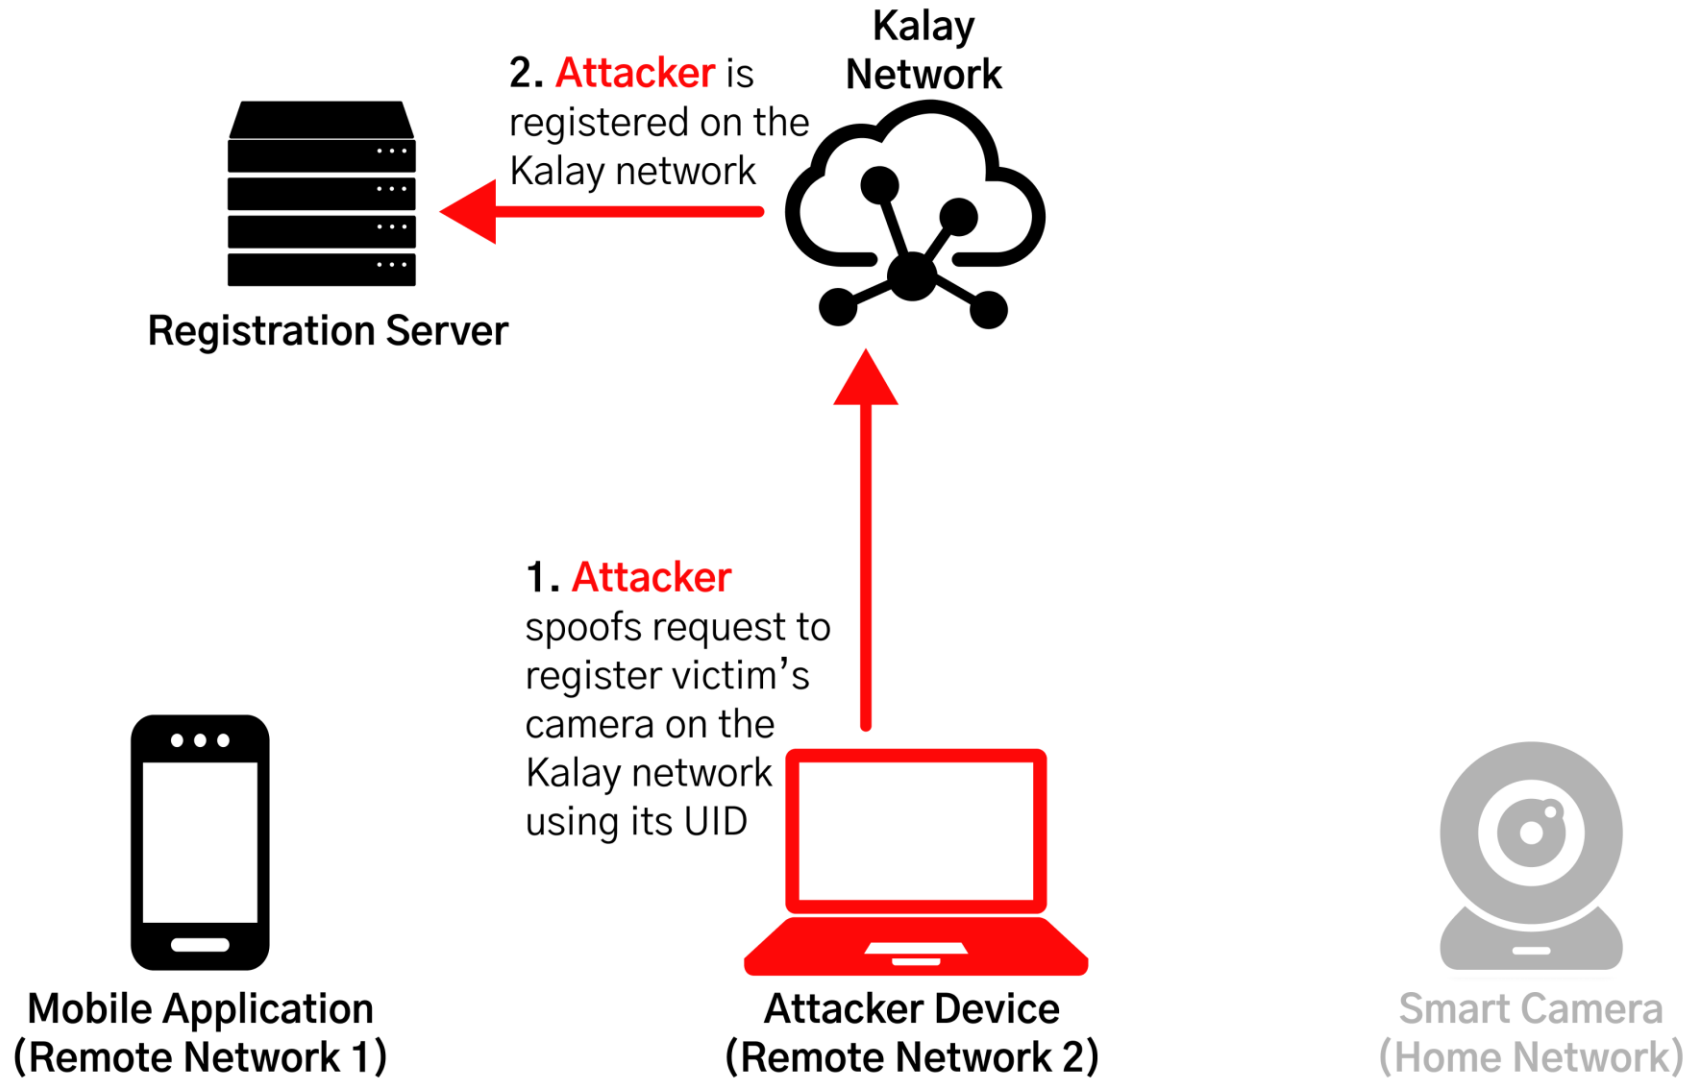 Kalay
Network
2. Attacker is
registered on the
Kalay network
Registration Server
1. Attacker
spoofs request to
register victim’s
camera on the
Kalay network
using its UID
Mobile Application
(Remote Network 1)
Attacker Device
(Remote Network 2)
Smart Camera
(Home Network)